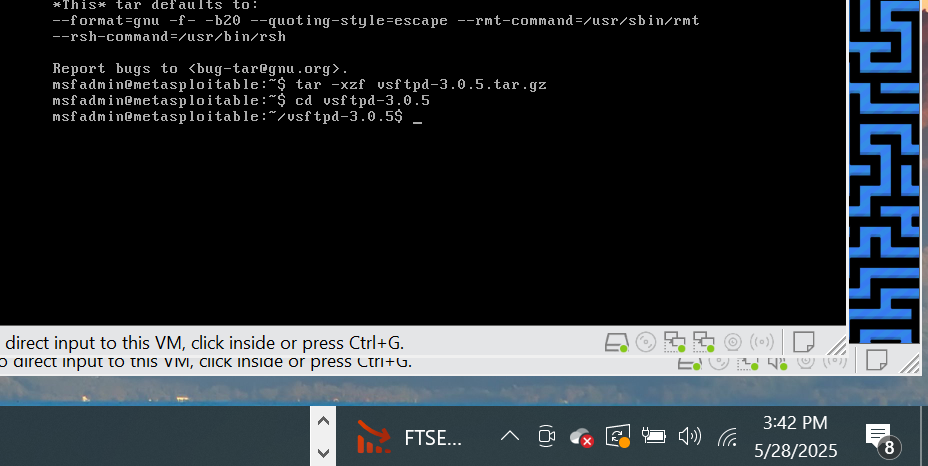 *This* tar defaults to:
--format=gnu -f- -b20 --quoting-style=escape --rmt-command=/usr/sbin/rmt
--rsh-command=/usr/bin/rsh
Report bugs to <bug-tar@gnu.org>.
msfadmin@metasploitable:~$ tar -xzf vsftpd-3.0.5.tar.gz
msfadmin@metasploitable:~$ cd vsftpd-3.0.5
msfadmin@metasploitable:~/vsftpd-3.0.5$ _
direct input to this VM, click inside or press Ctrl+G.
o direct input to this VM, click inside or press Ctrl+G.
FTSE...
3:42 PM
5/28/2025
8